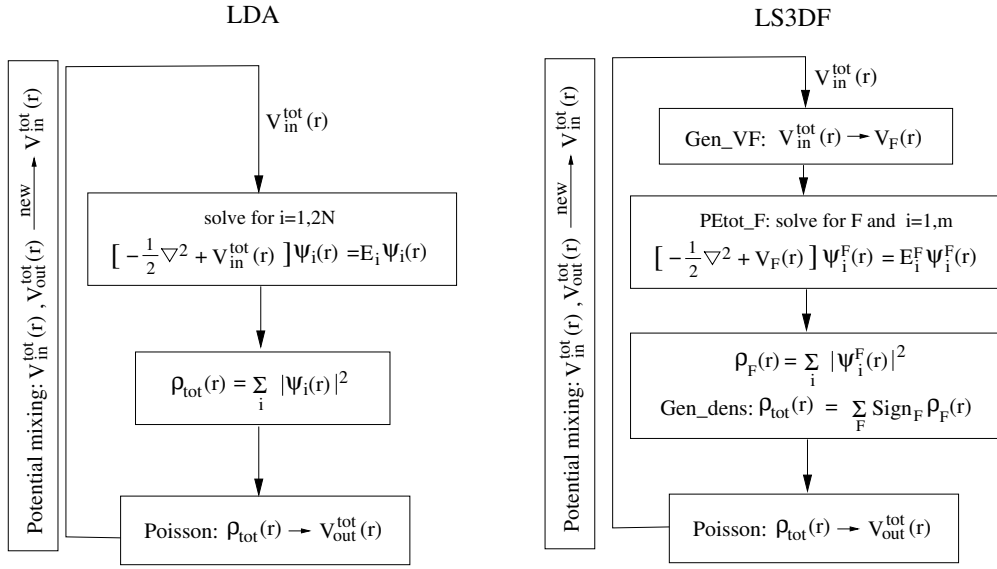 LDA
Potential mixing: V_in^tot(r) , V_out^tot(r) new → V_in^tot(r)
V_in^tot(r)
solve for i=1,2N
[ -1/2 ▽² + V_in^tot(r) ] ψ_i(r) = E_i ψ_i(r)
ρ_tot(r) = Σ_i |ψ_i(r)|²
Poisson: ρ_tot(r) → V_out^tot(r)
LS3DF
Potential mixing: V_in^tot(r) , V_out^tot(r) new → V_in^tot(r)
V_in^tot(r)
Gen_VF: V_in^tot(r) → V_F(r)
PEtot_F: solve for F and i=1,m
[ -1/2 ▽² + V_F(r) ] ψ_i^F(r) = E_i^F ψ_i^F(r)
ρ_F(r) = Σ_i |ψ_i^F(r)|²
Gen_dens: ρ_tot(r) = Σ_F Sign_F ρ_F(r)
Poisson: ρ_tot(r) → V_out^tot(r)